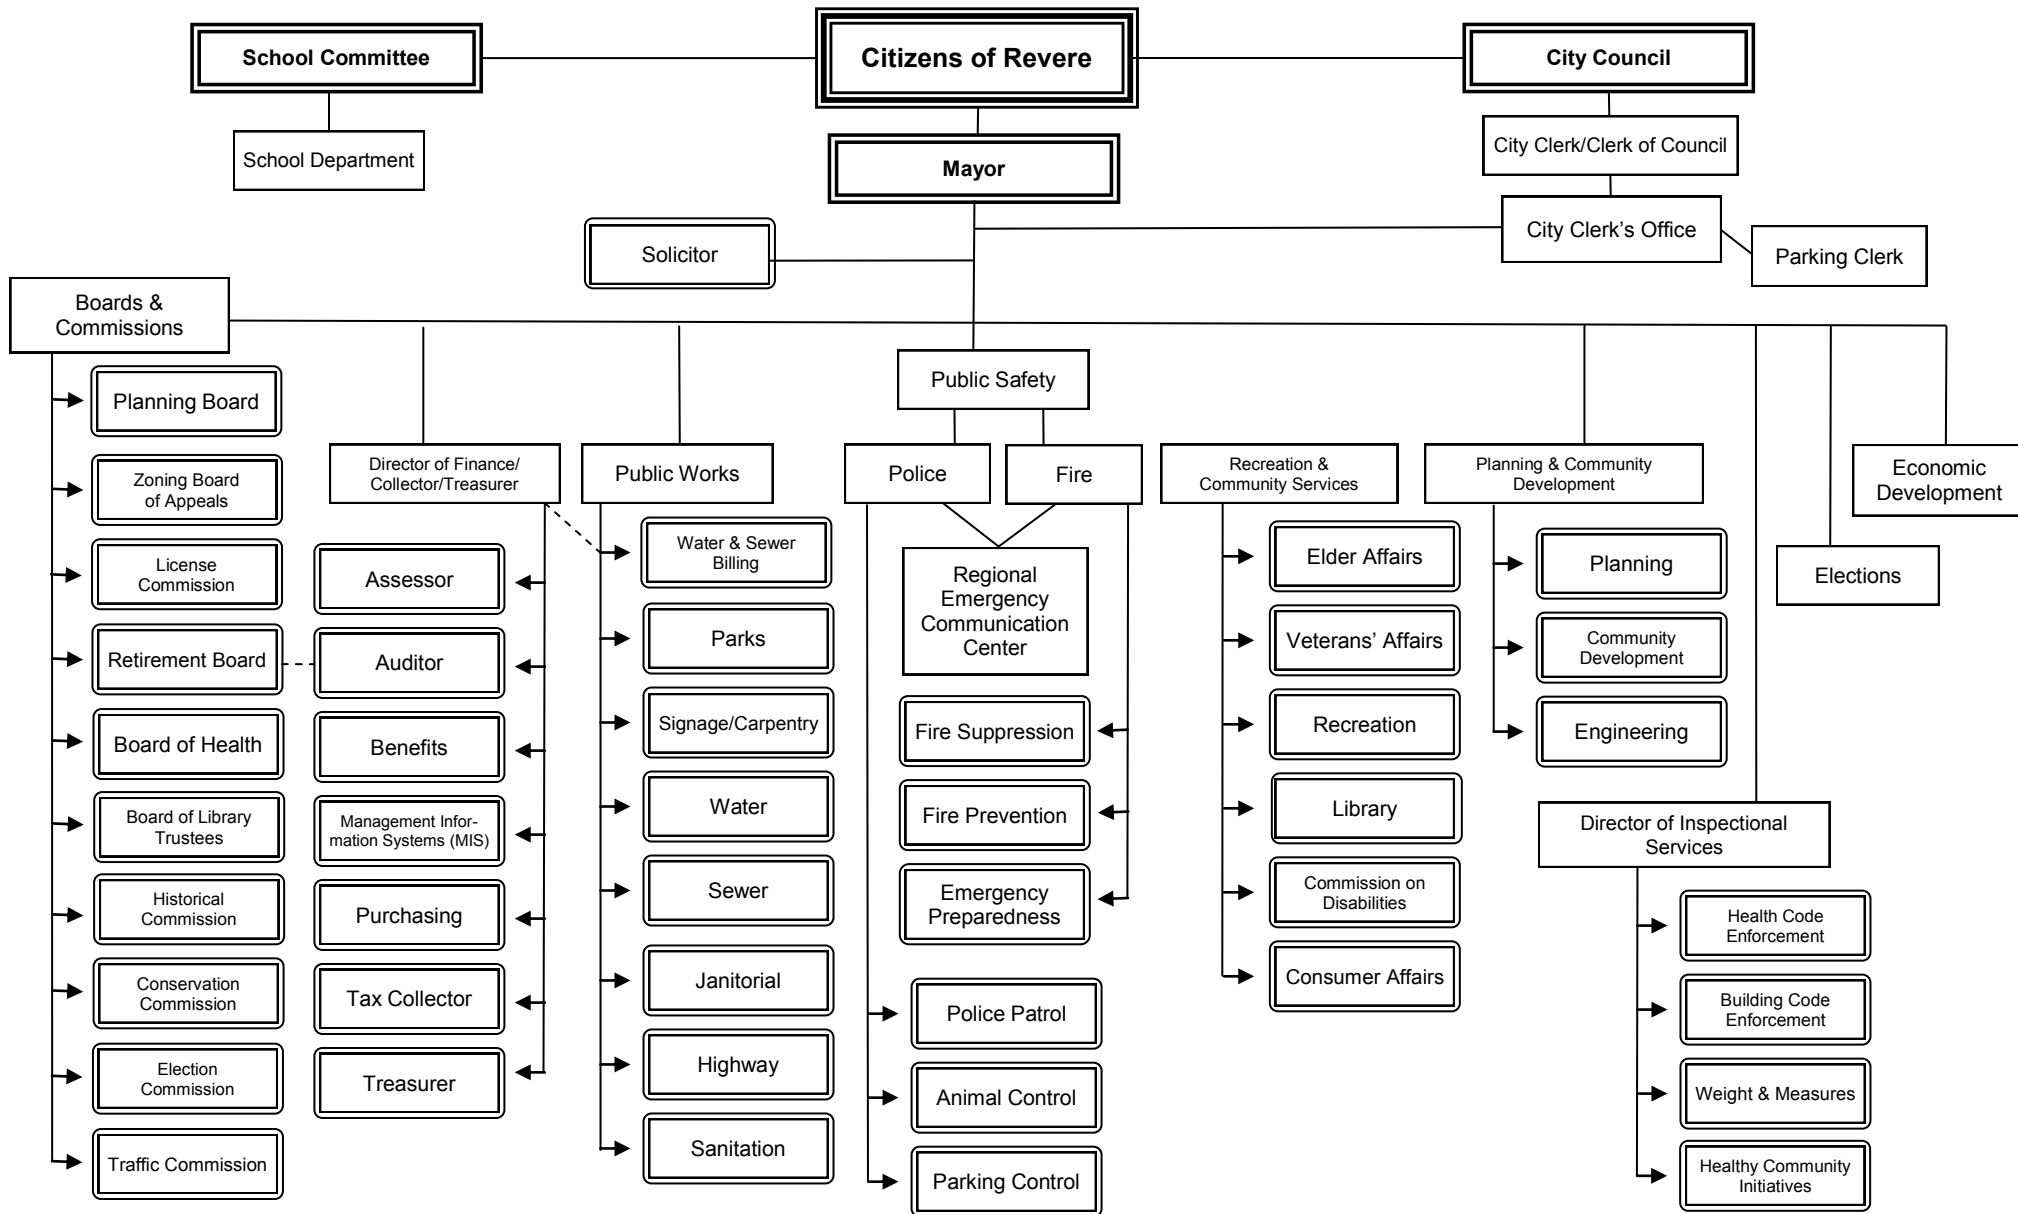 School Committee
Citizens of Revere
City Council
School Department
Mayor
City Clerk/Clerk of Council
Solicitor
City Clerk’s Office
Parking Clerk
Boards &
Commissions
Public Safety
Planning Board
Zoning Board
of Appeals
License
Commission
Retirement Board
Board of Health
Board of Library
Trustees
Historical
Commission
Conservation
Commission
Election
Commission
Traffic Commission
Director of Finance/
Collector/Treasurer
Assessor
Auditor
Benefits
Management Infor-
mation Systems (MIS)
Purchasing
Tax Collector
Treasurer
Public Works
Water & Sewer
Billing
Parks
Signage/Carpentry
Water
Sewer
Janitorial
Highway
Sanitation
Police
Fire
Regional
Emergency
Communication
Center
Fire Suppression
Fire Prevention
Emergency
Preparedness
Police Patrol
Animal Control
Parking Control
Recreation &
Community Services
Elder Affairs
Veterans’ Affairs
Recreation
Library
Commission on
Disabilities
Consumer Affairs
Planning & Community
Development
Planning
Community
Development
Engineering
Director of Inspectional
Services
Health Code
Enforcement
Building Code
Enforcement
Weight & Measures
Healthy Community
Initiatives
Elections
Economic
Development